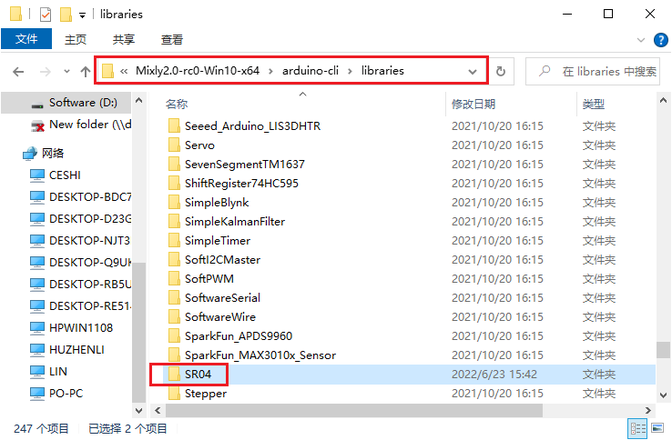 libraries
文件 主页 共享 查看
« Mixly2.0-rc0-Win10-x64 › arduino-cli › libraries
在 libraries 中搜索
Software (D:)
New folder (\\d
网络
CESHI
DESKTOP-BDC7
DESKTOP-D23G
DESKTOP-NJT3
DESKTOP-Q9UK
DESKTOP-RB5U
DESKTOP-RE51
HPWIN1108
HUZHENLI
LIN
PO-PC
名称 修改日期 类型
Seeed_Arduino_LIS3DHTR 2021/10/20 16:15 文件夹
Servo 2021/10/20 16:15 文件夹
SevenSegmentTM1637 2021/10/20 16:15 文件夹
ShiftRegister74HC595 2021/10/20 16:15 文件夹
SimpleBlynk 2021/10/20 16:15 文件夹
SimpleKalmanFilter 2021/10/20 16:15 文件夹
SimpleTimer 2021/10/20 16:15 文件夹
SoftI2CMaster 2021/10/20 16:15 文件夹
SoftPWM 2021/10/20 16:15 文件夹
SoftwareSerial 2021/10/20 16:15 文件夹
SoftwareWire 2021/10/20 16:15 文件夹
SparkFun_APDS9960 2021/10/20 16:15 文件夹
SparkFun_MAX3010x_Sensor 2021/10/20 16:15 文件夹
SR04 2022/6/23 15:42 文件夹
Stepper 2021/10/20 16:15 文件夹
247 个项目 已选择 2 个项目